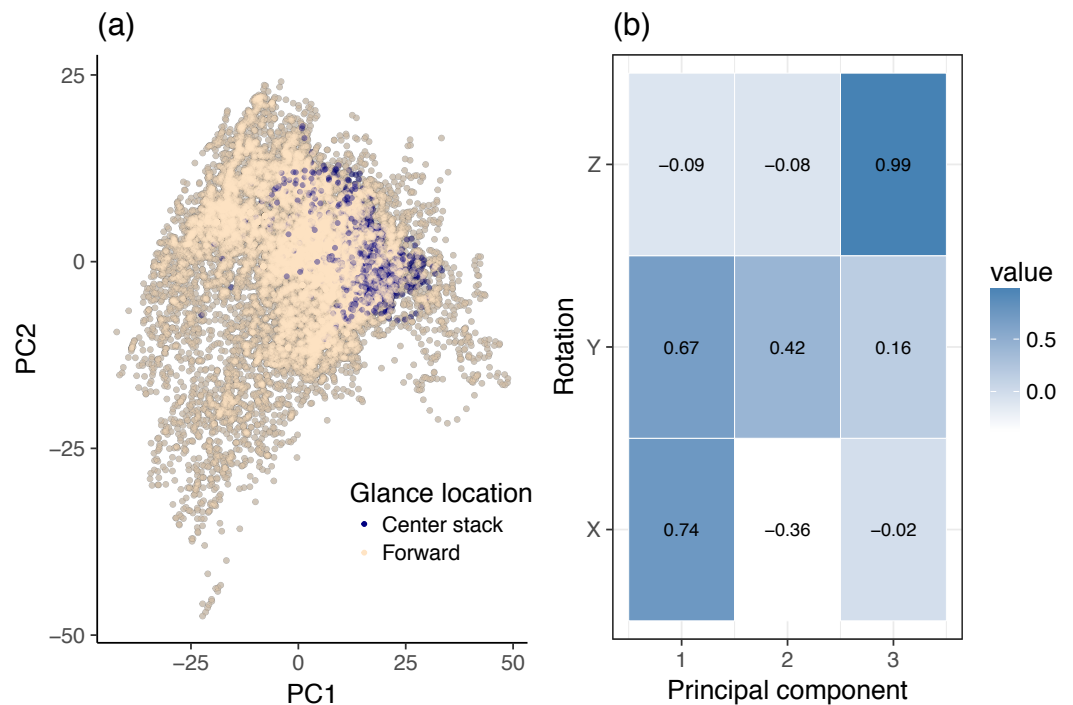 (a)
25
0
−25
−50
PC2
−25 0 25 50
PC1
Glance location
Center stack
Forward
(b)
Z −0.09 −0.08 0.99
Y 0.67 0.42 0.16
X 0.74 −0.36 −0.02
Rotation
1 2 3
Principal component
value
0.5
0.0